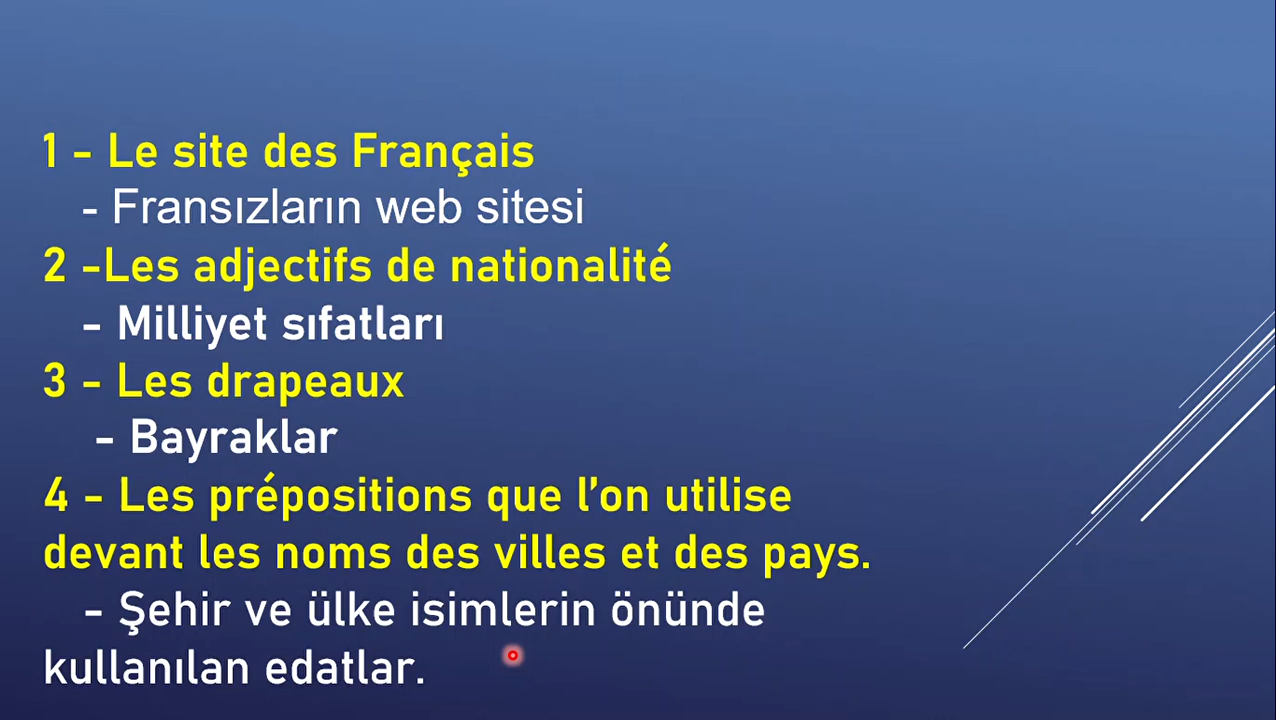 1 - Le site des Français
- Fransızların web sitesi
2 -Les adjectifs de nationalité
- Milliyet sıfatları
3 - Les drapeaux
- Bayraklar
4 - Les prépositions que l’on utilise
devant les noms des villes et des pays.
- Şehir ve ülke isimlerin önünde
kullanılan edatlar.